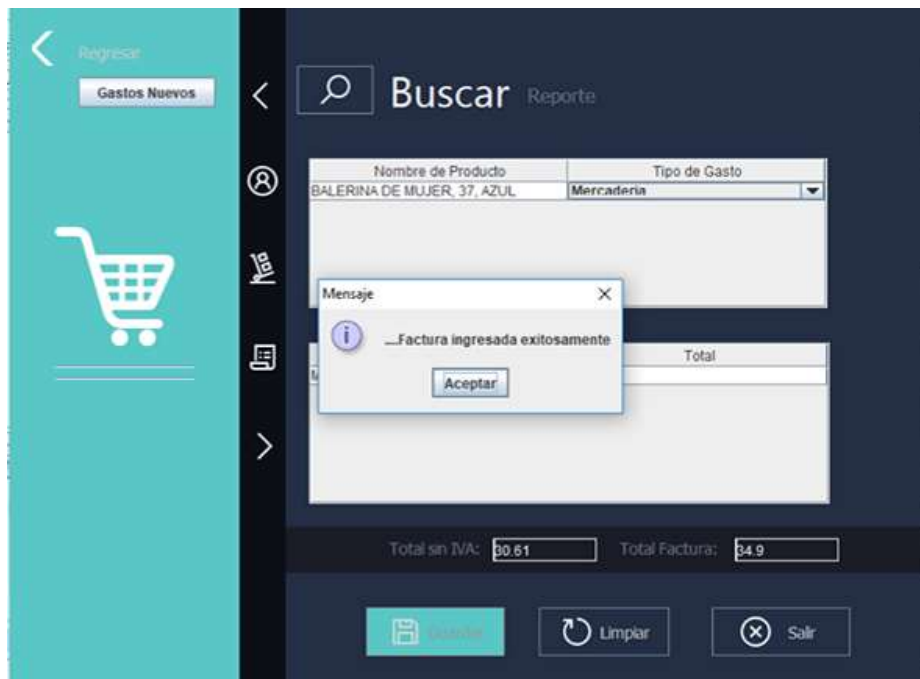 Regresar
Gastos Nuevos
Buscar Reporte
Nombre de Producto Tipo de Gasto
BALERINA DE MUJER, 37, AZUL Mercaderia
Mensaje
....Factura ingresada exitosamente
Aceptar
Total
Total sin IVA: 30.61 Total Factura: 34.9
Guardar Limpiar Salir